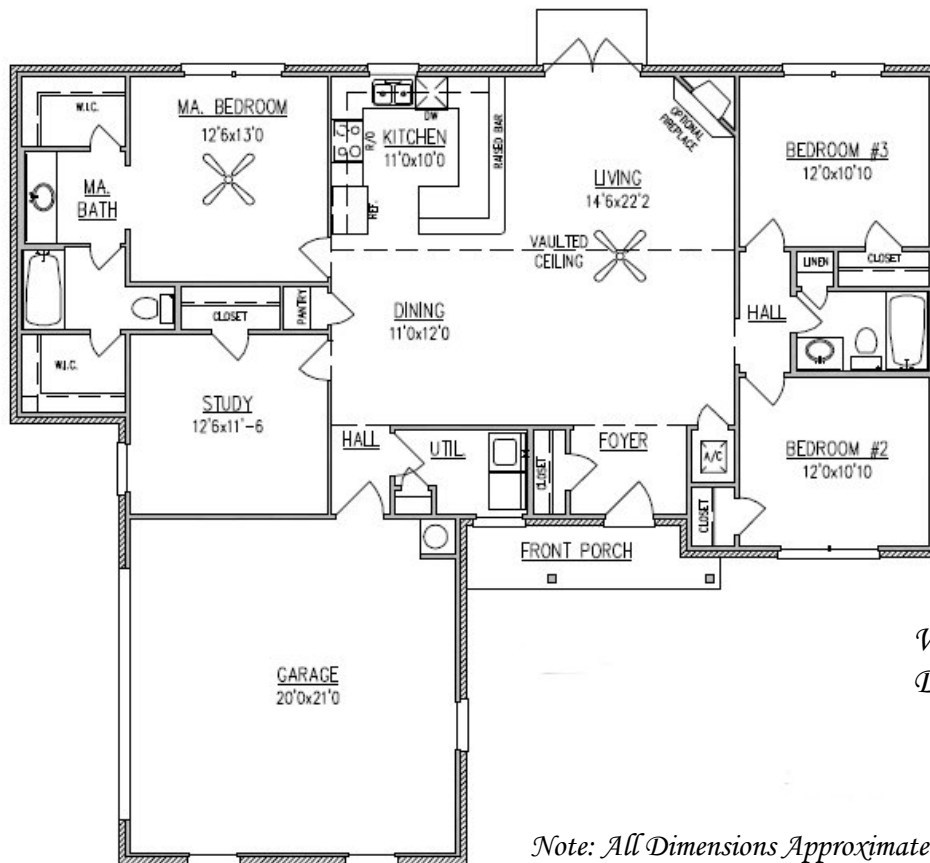 W.I.C.
MA. BEDROOM
12'6x13'0
MA.
BATH
W.I.C.
CLOSET
PANTRY
STUDY
12'6x11'-6
KITCHEN
11'0x10'0
R/O
REF.
DW
RAISED BAR
LIVING
14'6x22'2
VAULTED
CEILING
OPTIONAL
FIREPLACE
DINING
11'0x12'0
BEDROOM #3
12'0x10'10
LINEN
CLOSET
HALL
BEDROOM #2
12'0x10'10
CLOSET
A/C
HALL
UTIL.
CLOSET
FOYER
FRONT PORCH
GARAGE
20'0x21'0
Note: All Dimensions Approximate